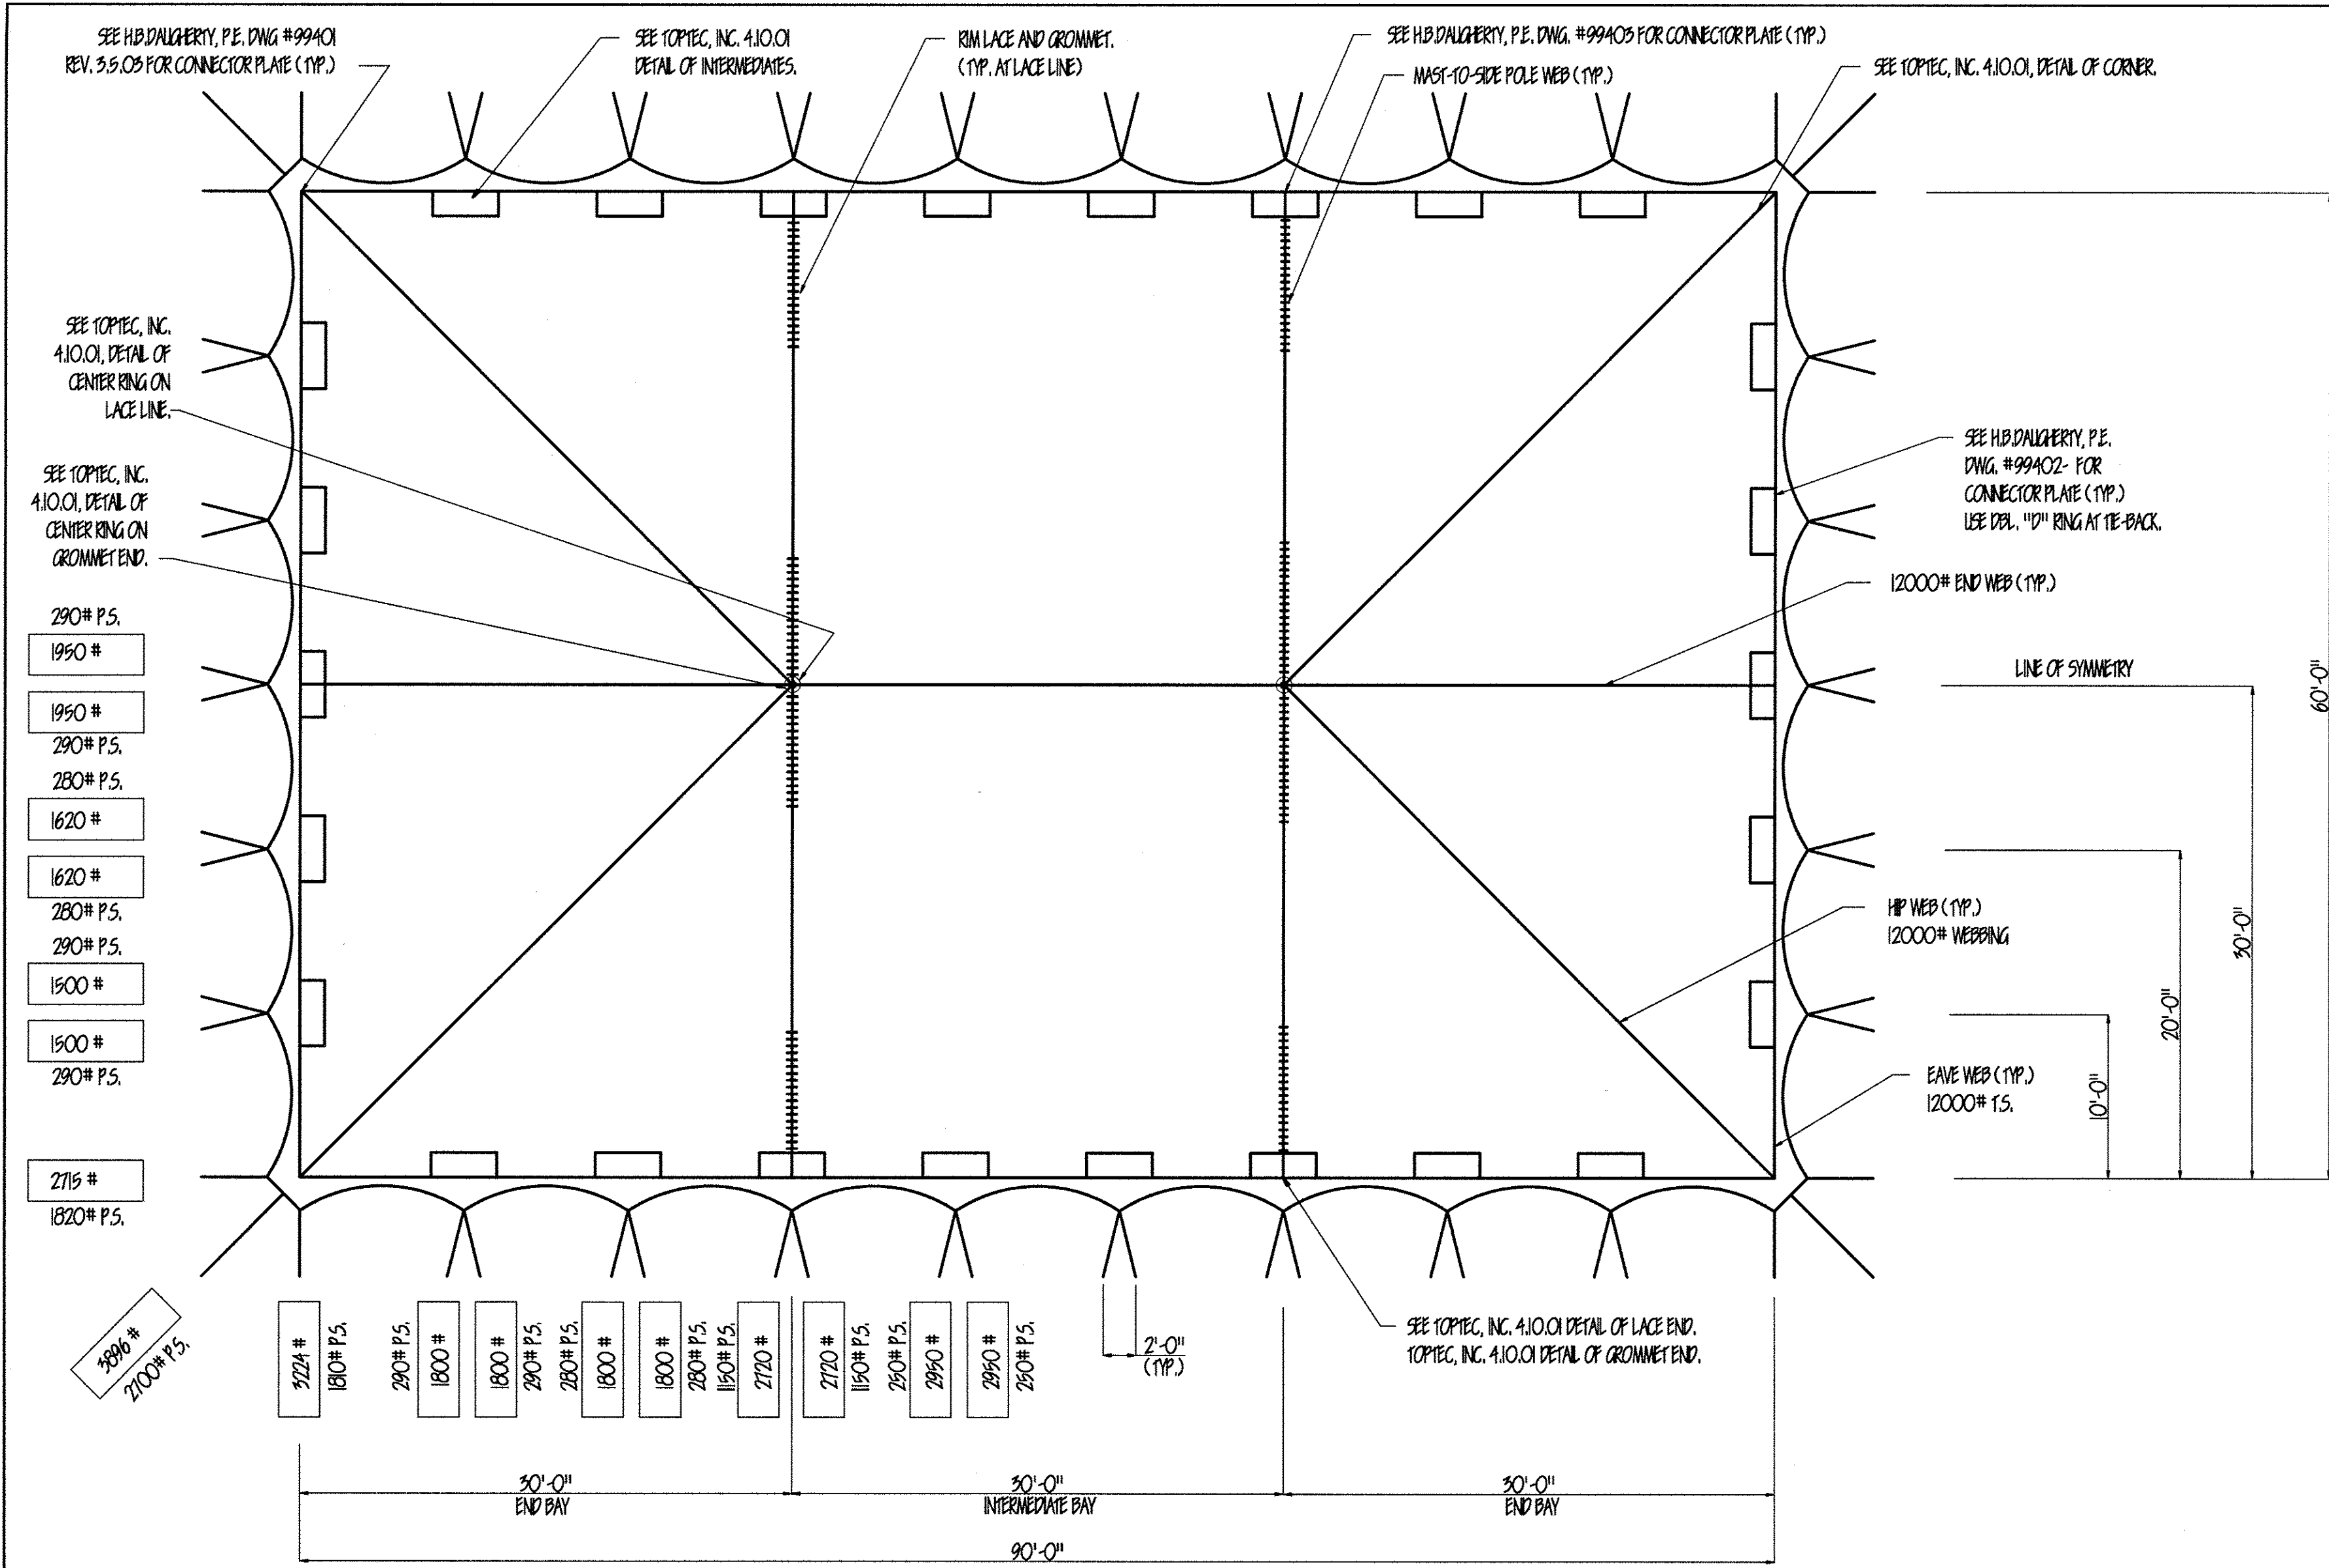 SEE H.B.DAUGHERTY, P.E. DWG #99401
REV. 3.5.03 FOR CONNECTOR PLATE (TYP.)
SEE TOPTEC, INC. 4.10.01
DETAIL OF INTERMEDIATES.
RIM LACE AND GROMMET.
(TYP. AT LACE LINE)
SEE H.B.DAUGHERTY, P.E. DWG. #99403 FOR CONNECTOR PLATE (TYP.)
MAST-TO-SIDE POLE WEB (TYP.)
SEE TOPTEC, INC. 4.10.01, DETAIL OF CORNER.
SEE TOPTEC, INC.
4.10.01, DETAIL OF
CENTER RING ON
LACE LINE.
SEE TOPTEC, INC.
4.10.01, DETAIL OF
CENTER RING ON
GROMMET END.
SEE H.B.DAUGHERTY, P.E.
DWG. #99402- FOR
CONNECTOR PLATE (TYP.)
USE DBL. "D" RING AT TIE-BACK.
12000# END WEB (TYP.)
LINE OF SYMMETRY
60'-0"
30'-0"
20'-0"
10'-0"
HIP WEB (TYP.)
12000# WEBBING
EAVE WEB (TYP.)
12000# T.S.
290# P.S.
1950 #
1950 #
290# P.S.
280# P.S.
1620 #
1620 #
280# P.S.
290# P.S.
1500 #
1500 #
290# P.S.
2715 #
1820# P.S.
3896 #
2700# P.S.
3224 #
1810# P.S.
290# P.S.
1800 #
1800 #
290# P.S.
280# P.S.
1800 #
1800 #
280# P.S.
1150# P.S.
2720 #
2720 #
1150# P.S.
250# P.S.
2950 #
2950 #
250# P.S.
2'-0"
(TYP.)
SEE TOPTEC, INC. 4.10.01 DETAIL OF LACE END.
TOPTEC, INC. 4.10.01 DETAIL OF GROMMET END.
30'-0"
END BAY
30'-0"
INTERMEDIATE BAY
30'-0"
END BAY
90'-0"